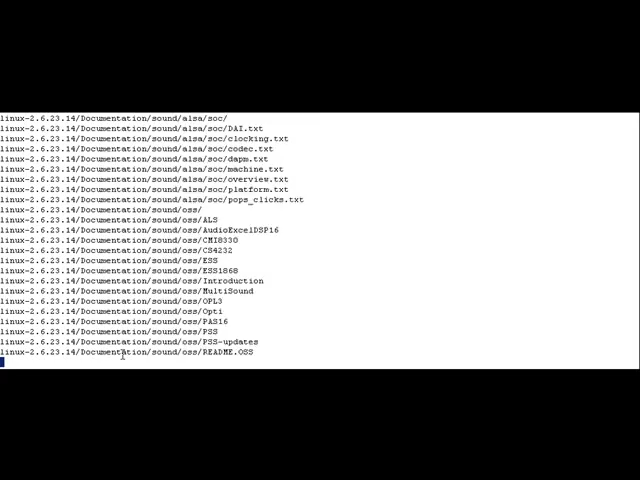 linux-2.6.23.14/Documentation/sound/alsa/soc/
linux-2.6.23.14/Documentation/sound/alsa/soc/DAI.txt
linux-2.6.23.14/Documentation/sound/alsa/soc/clocking.txt
linux-2.6.23.14/Documentation/sound/alsa/soc/codec.txt
linux-2.6.23.14/Documentation/sound/alsa/soc/dapm.txt
linux-2.6.23.14/Documentation/sound/alsa/soc/machine.txt
linux-2.6.23.14/Documentation/sound/alsa/soc/overview.txt
linux-2.6.23.14/Documentation/sound/alsa/soc/platform.txt
linux-2.6.23.14/Documentation/sound/alsa/soc/pops_clicks.txt
linux-2.6.23.14/Documentation/sound/oss/
linux-2.6.23.14/Documentation/sound/oss/ALS
linux-2.6.23.14/Documentation/sound/oss/AudioExcelDSP16
linux-2.6.23.14/Documentation/sound/oss/CMI8330
linux-2.6.23.14/Documentation/sound/oss/CS4232
linux-2.6.23.14/Documentation/sound/oss/ESS
linux-2.6.23.14/Documentation/sound/oss/ESS1868
linux-2.6.23.14/Documentation/sound/oss/Introduction
linux-2.6.23.14/Documentation/sound/oss/MultiSound
linux-2.6.23.14/Documentation/sound/oss/OPL3
linux-2.6.23.14/Documentation/sound/oss/Opti
linux-2.6.23.14/Documentation/sound/oss/PAS16
linux-2.6.23.14/Documentation/sound/oss/PSS
linux-2.6.23.14/Documentation/sound/oss/PSS-updates
linux-2.6.23.14/Documentation/sound/oss/README.OSS